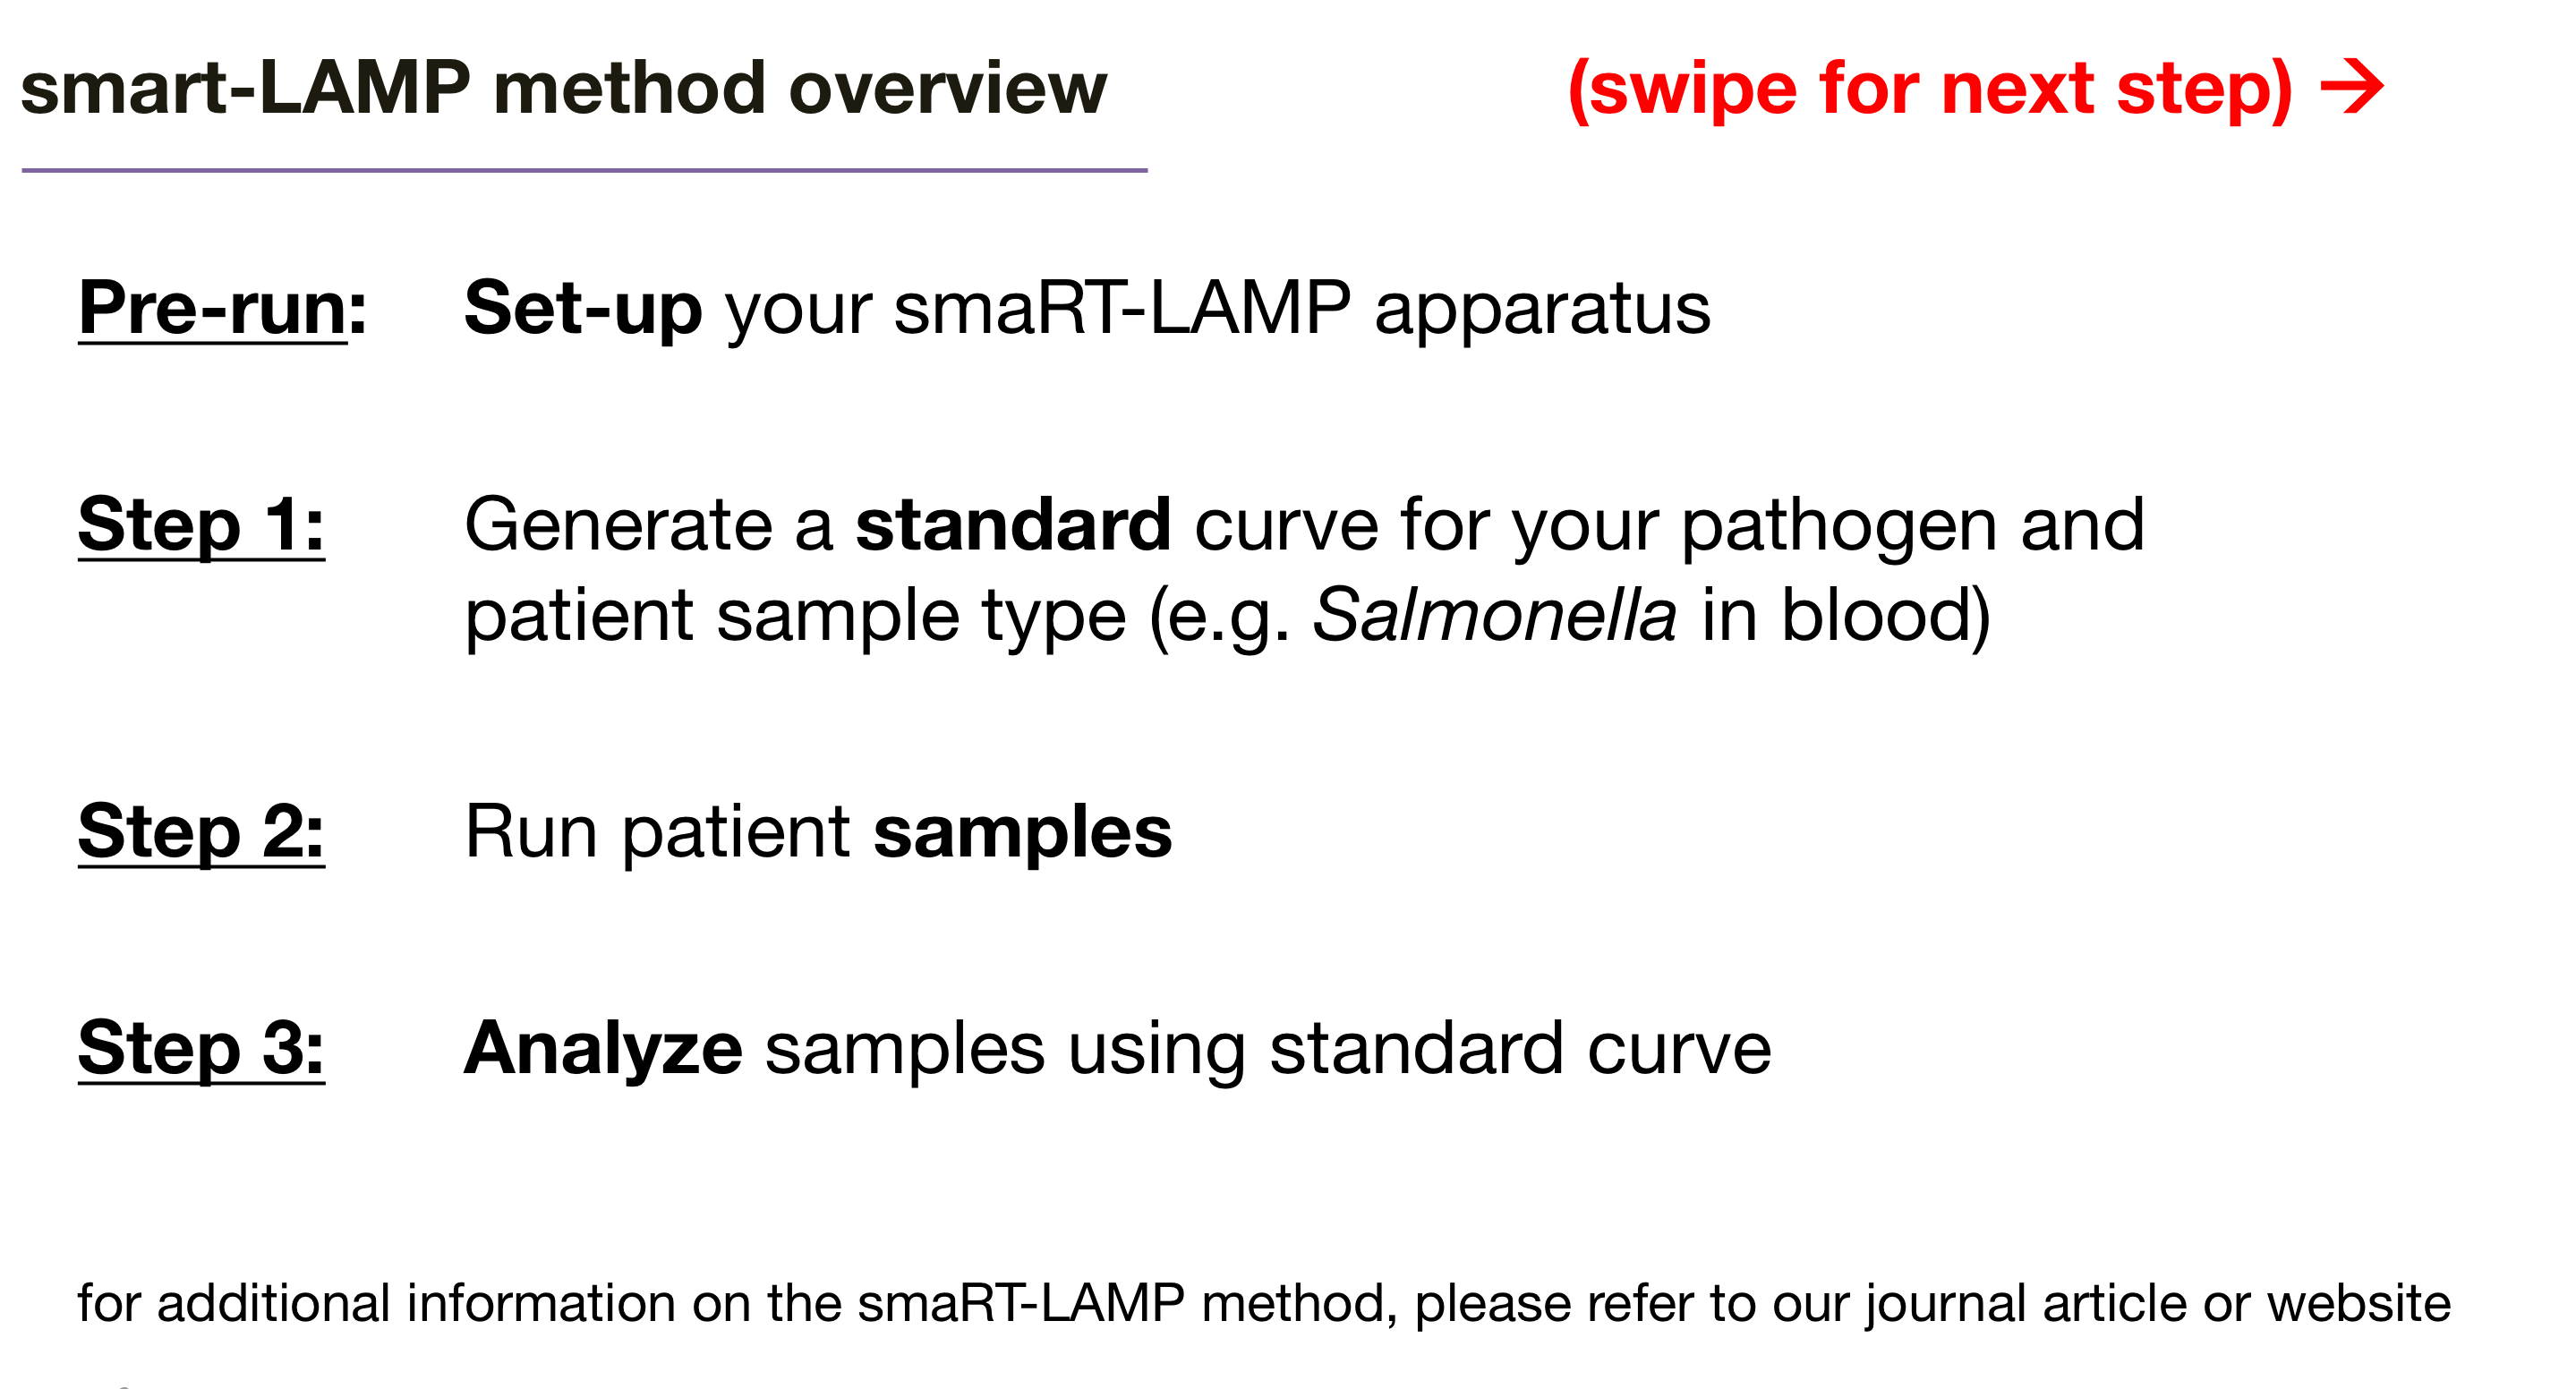 smart-LAMP method overview
(swipe for next step) →
Pre-run: Set-up your smaRT-LAMP apparatus
Step 1: Generate a standard curve for your pathogen and
patient sample type (e.g. Salmonella in blood)
Step 2: Run patient samples
Step 3: Analyze samples using standard curve
for additional information on the smaRT-LAMP method, please refer to our journal article or website